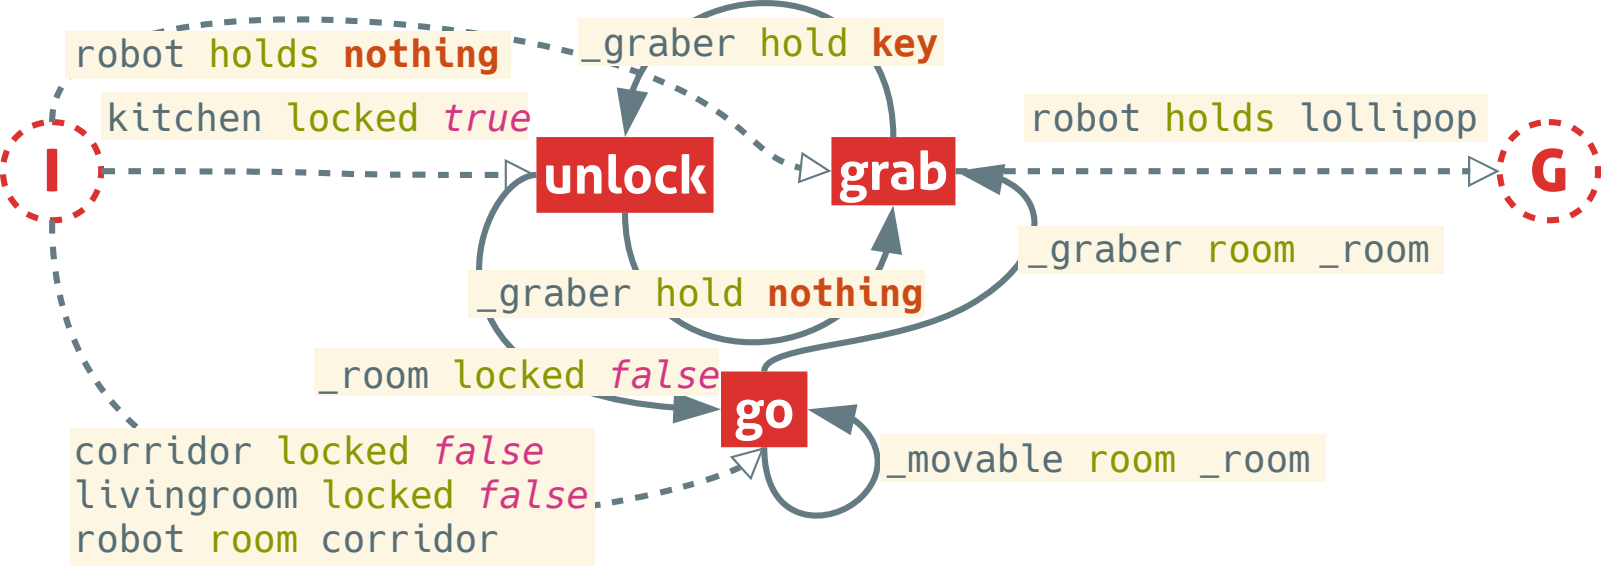 robot holds nothing
_graber hold key
kitchen locked true
robot holds lollipop
I
unlock
grab
G
_graber room _room
_graber hold nothing
_room locked false
go
corridor locked false
livingroom locked false
robot room corridor
_movable room _room